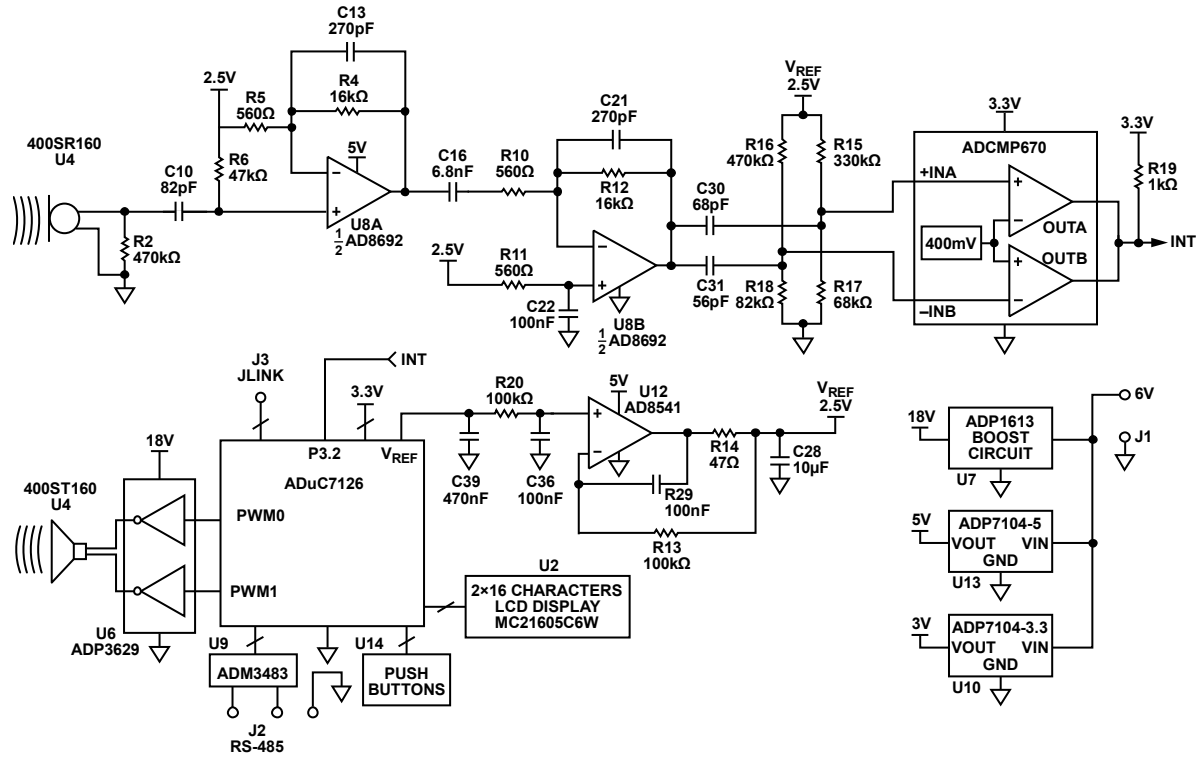 C13
270pF
2.5V
R4
16kΩ
R5
560Ω
400SR160
U4
C10
82pF
R6
47kΩ
5V
−
+
U8A
1/2 AD8692
R2
470kΩ
C16
6.8nF
R10
560Ω
C21
270pF
R12
16kΩ
2.5V
R11
560Ω
C22
100nF
−
+
U8B
1/2 AD8692
C30
68pF
C31
56pF
VREF
2.5V
R16
470kΩ
R15
330kΩ
R18
82kΩ
R17
68kΩ
3.3V
ADCMP670
+INA
+
−
OUTA
400mV
OUTB
+
−
−INB
3.3V
R19
1kΩ
INT
J3
JLINK
INT
3.3V
P3.2
VREF
ADuC7126
PWM0
PWM1
18V
400ST160
U4
U6
ADP3629
U9
ADM3483
J2
RS-485
U14
PUSH
BUTTONS
U2
2×16 CHARACTERS
LCD DISPLAY
MC21605C6W
R20
100kΩ
C39
470nF
C36
100nF
5V
U12
AD8541
+
−
R14
47Ω
VREF
2.5V
C28
10µF
R29
100nF
R13
100kΩ
6V
J1
18V
ADP1613
BOOST
CIRCUIT
U7
5V
ADP7104-5
VOUT VIN
GND
U13
3V
ADP7104-3.3
VOUT VIN
GND
U10